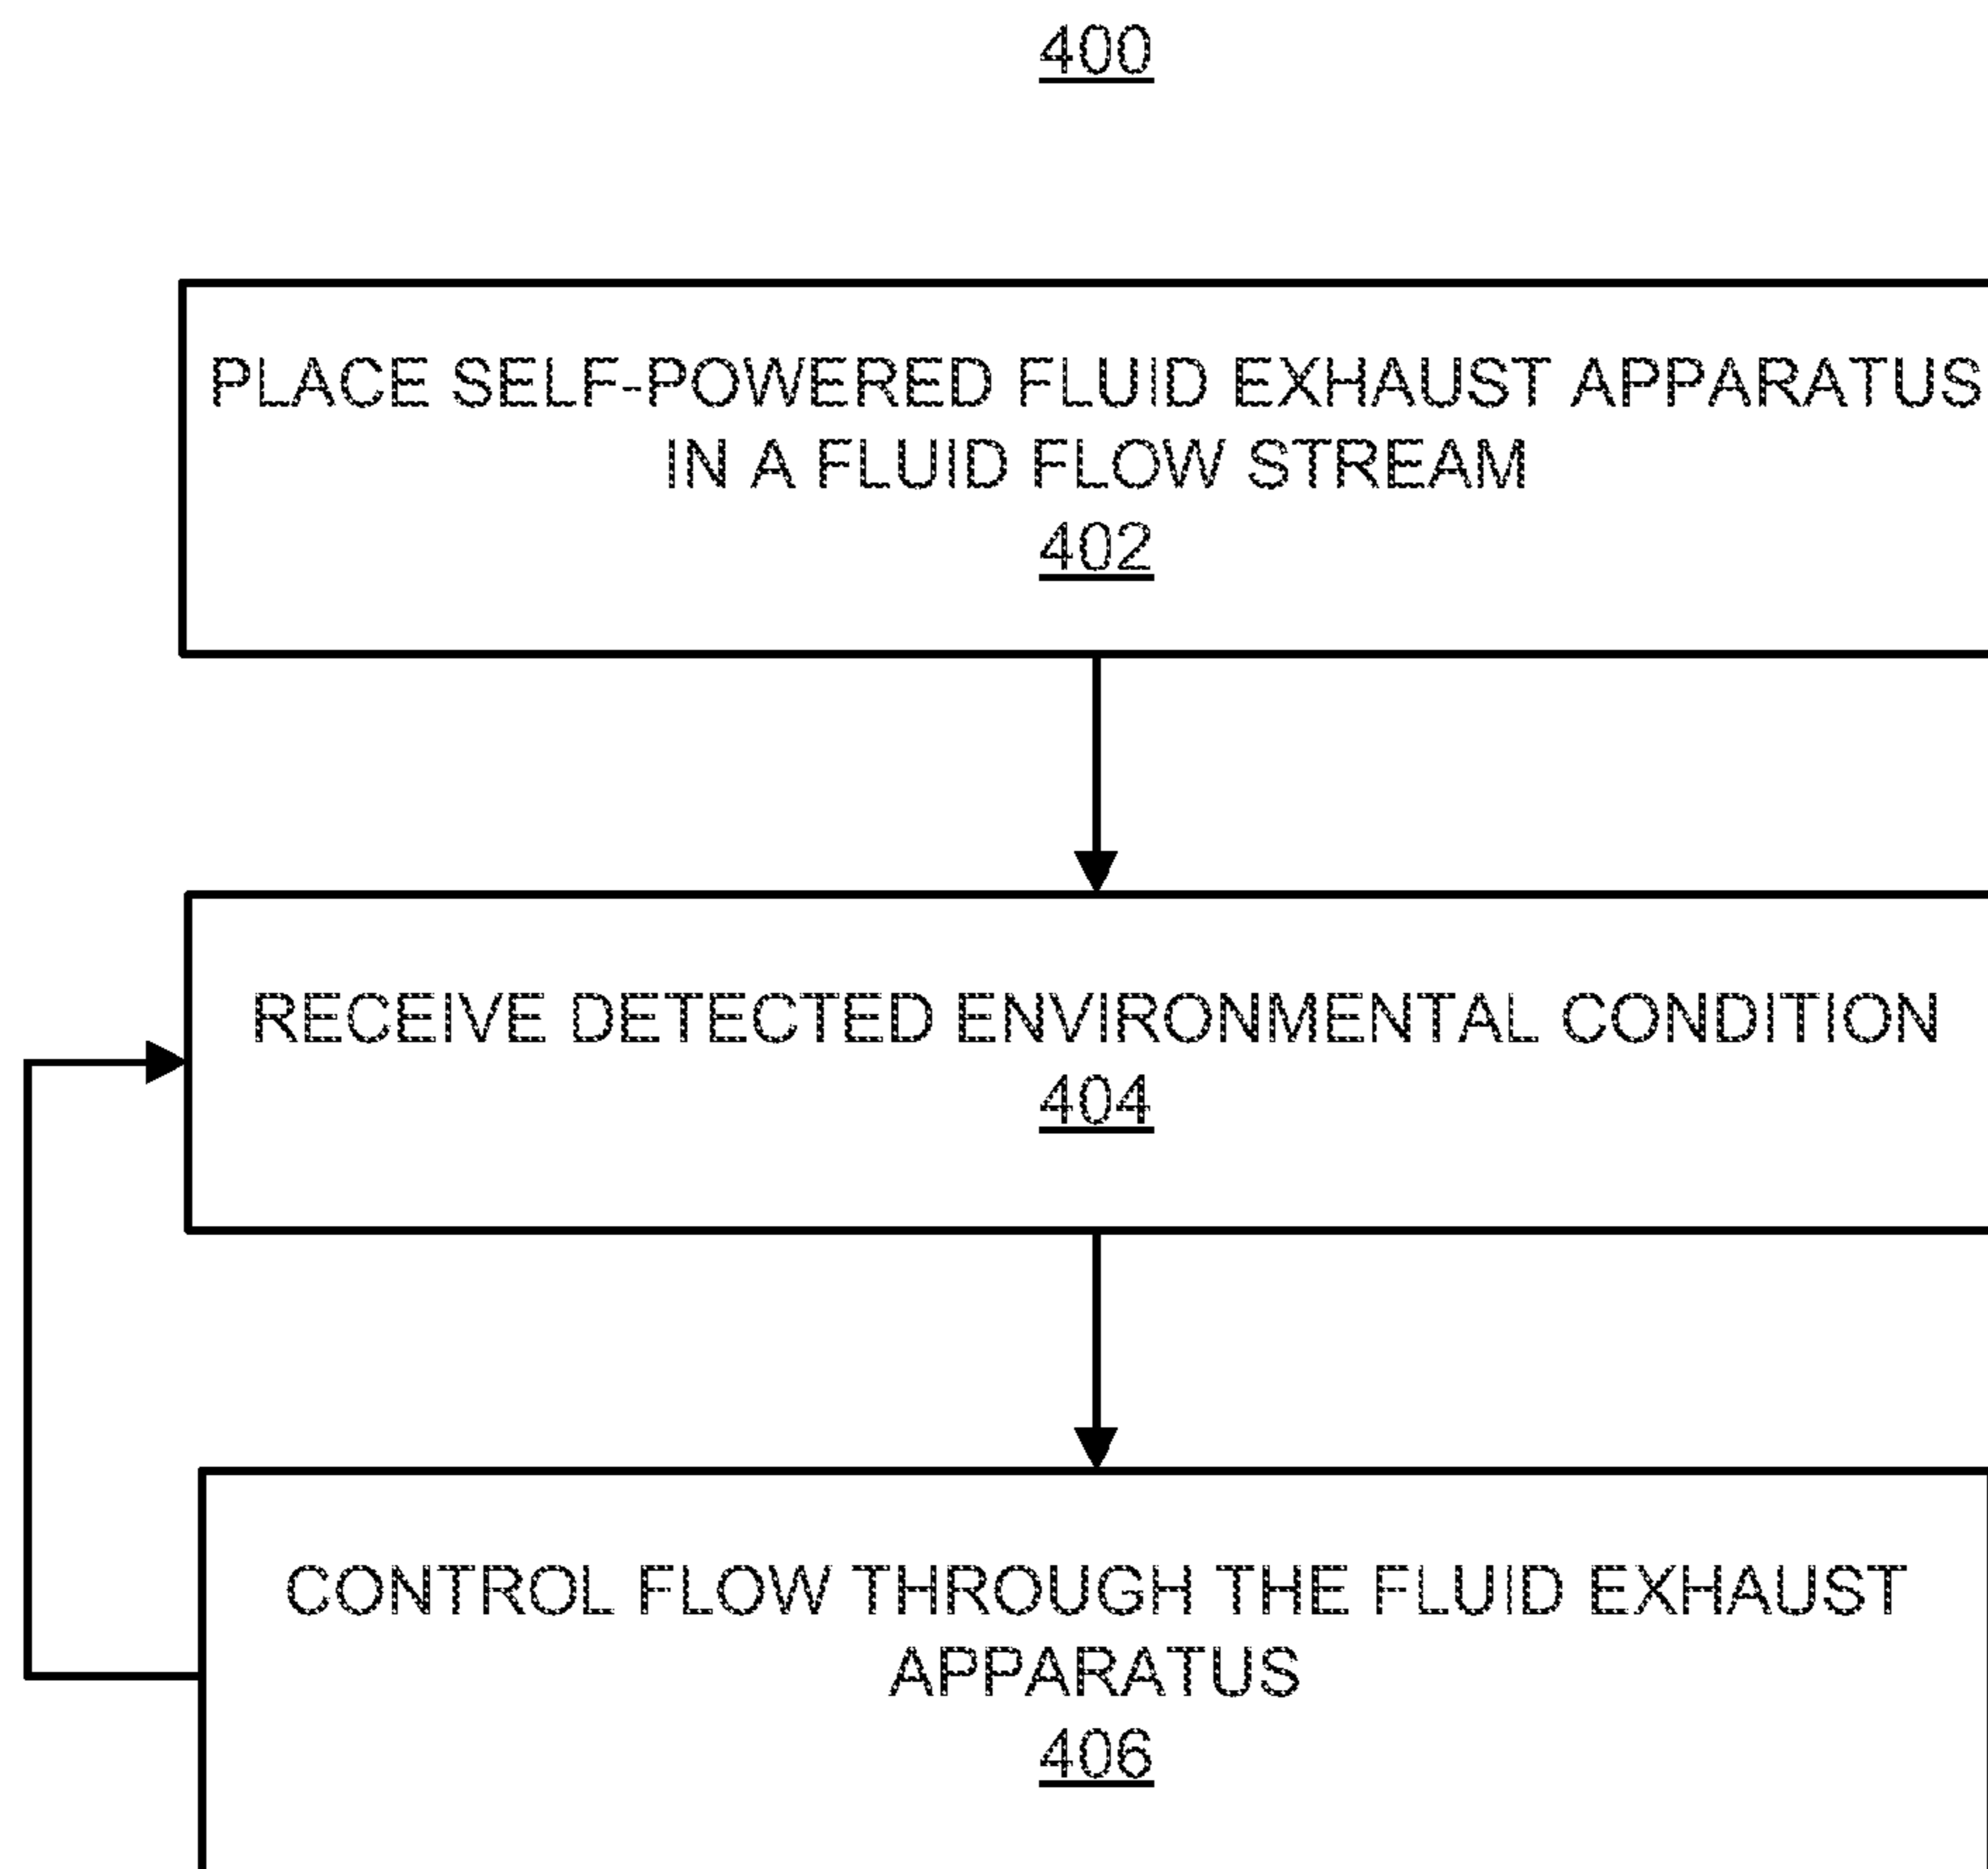 400
PLACE SELF-POWERED FLUID EXHAUST APPARATUS
IN A FLUID FLOW STREAM
402
RECEIVE DETECTED ENVIRONMENTAL CONDITION
404
CONTROL FLOW THROUGH THE FLUID EXHAUST
APPARATUS
406